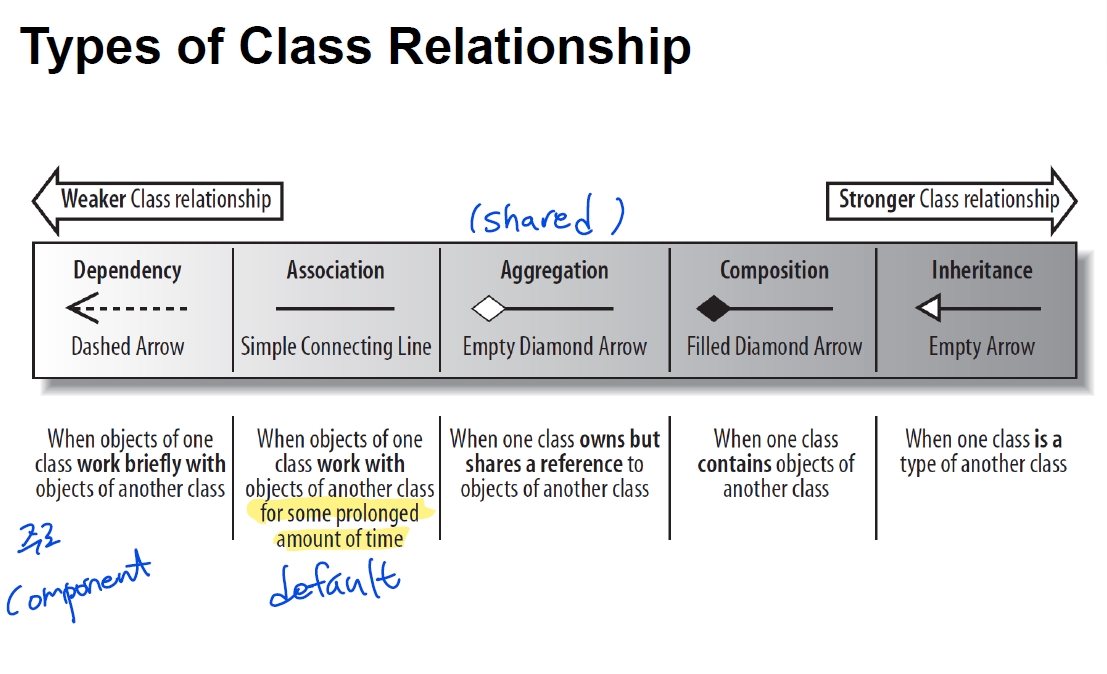 Types of Class Relationship
Weaker Class relationship
(shared)
Stronger Class relationship
Dependency
Association
Aggregation
Composition
Inheritance
Dashed Arrow
Simple Connecting Line
Empty Diamond Arrow
Filled Diamond Arrow
Empty Arrow
When objects of one
class work briefly with
objects of another class
When objects of one
class work with
objects of another class
for some prolonged
amount of time
When one class owns but
shares a reference to
objects of another class
When one class
contains objects of
another class
When one class is a
type of another class
주로
component
default